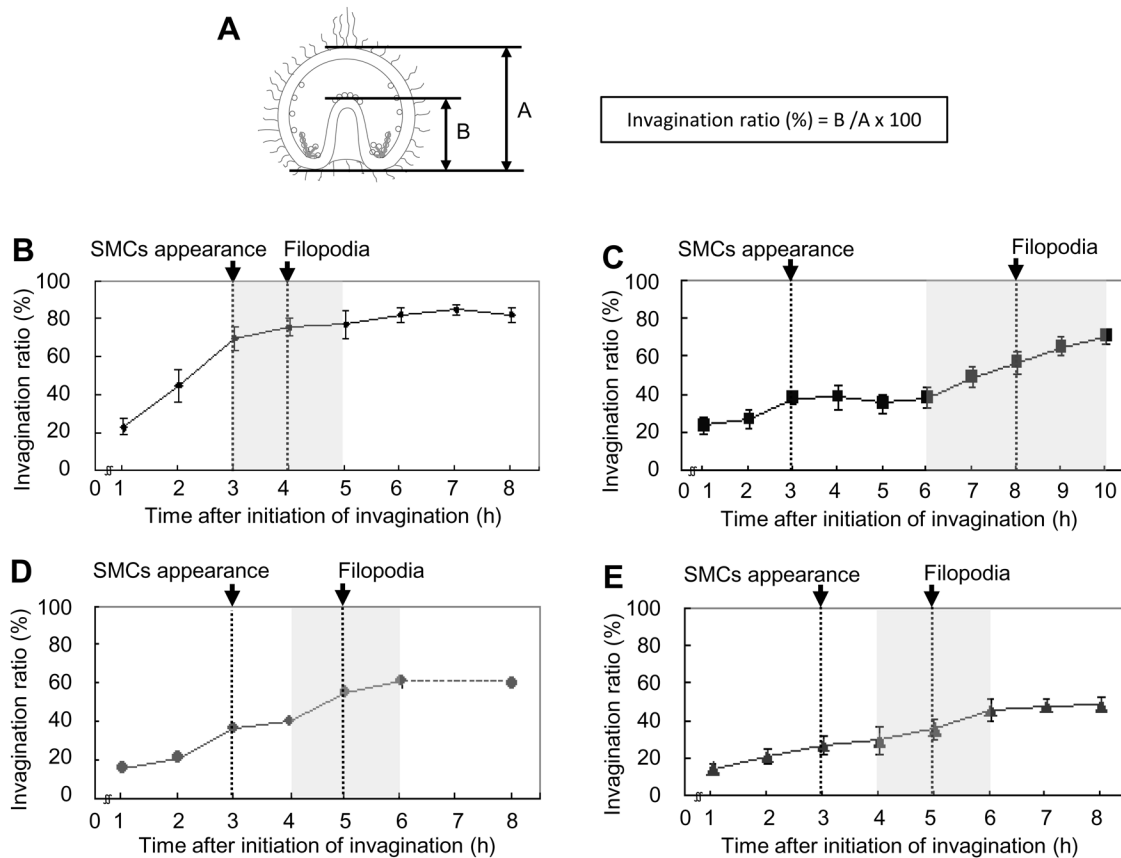 A
A
B
Invagination ratio (%) = B /A x 100
B
SMCs appearance
Filopodia
Invagination ratio (%)
100
80
60
40
20
0
0 1 2 3 4 5 6 7 8
Time after initiation of invagination (h)
C
SMCs appearance
Filopodia
Invagination ratio (%)
100
80
60
40
20
0
0 1 2 3 4 5 6 7 8 9 10
Time after initiation of invagination (h)
D
SMCs appearance
Filopodia
Invagination ratio (%)
100
80
60
40
20
0
0 1 2 3 4 5 6 7 8
Time after initiation of invagination (h)
E
SMCs appearance
Filopodia
Invagination ratio (%)
100
80
60
40
20
0
0 1 2 3 4 5 6 7 8
Time after initiation of invagination (h)